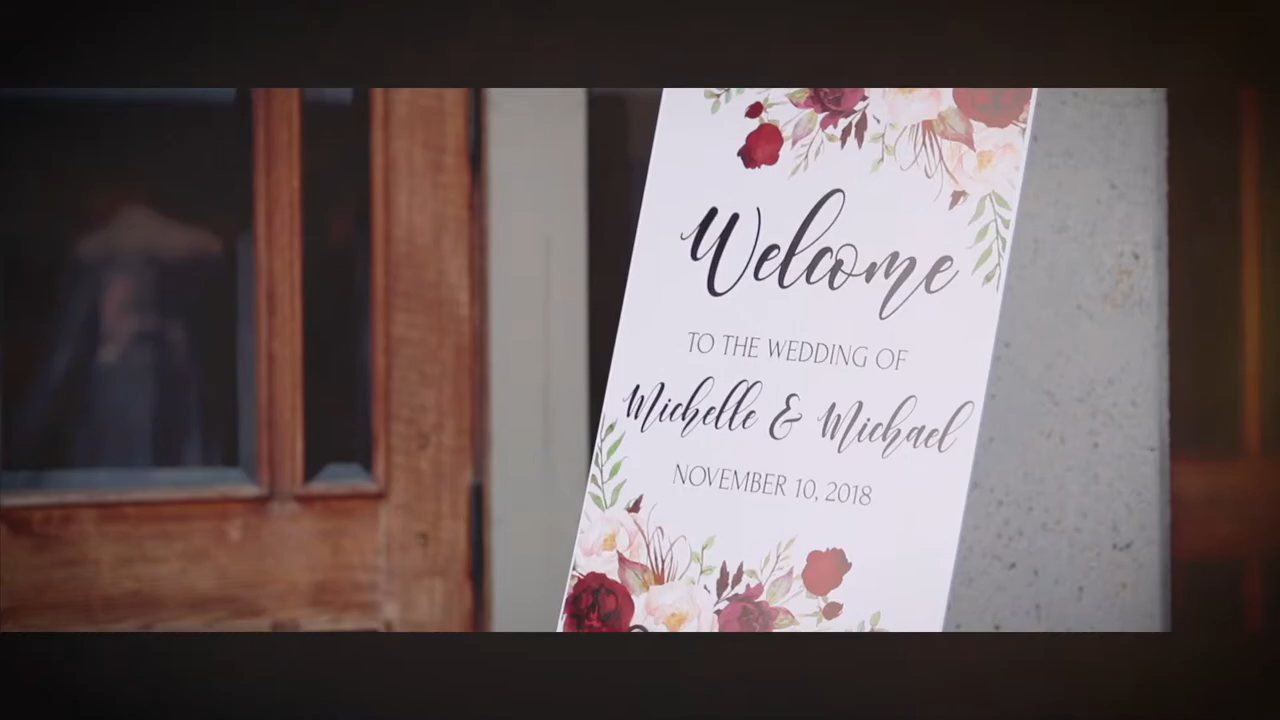 Welcome
TO THE WEDDING OF
Michelle & Michael
NOVEMBER 10, 2018